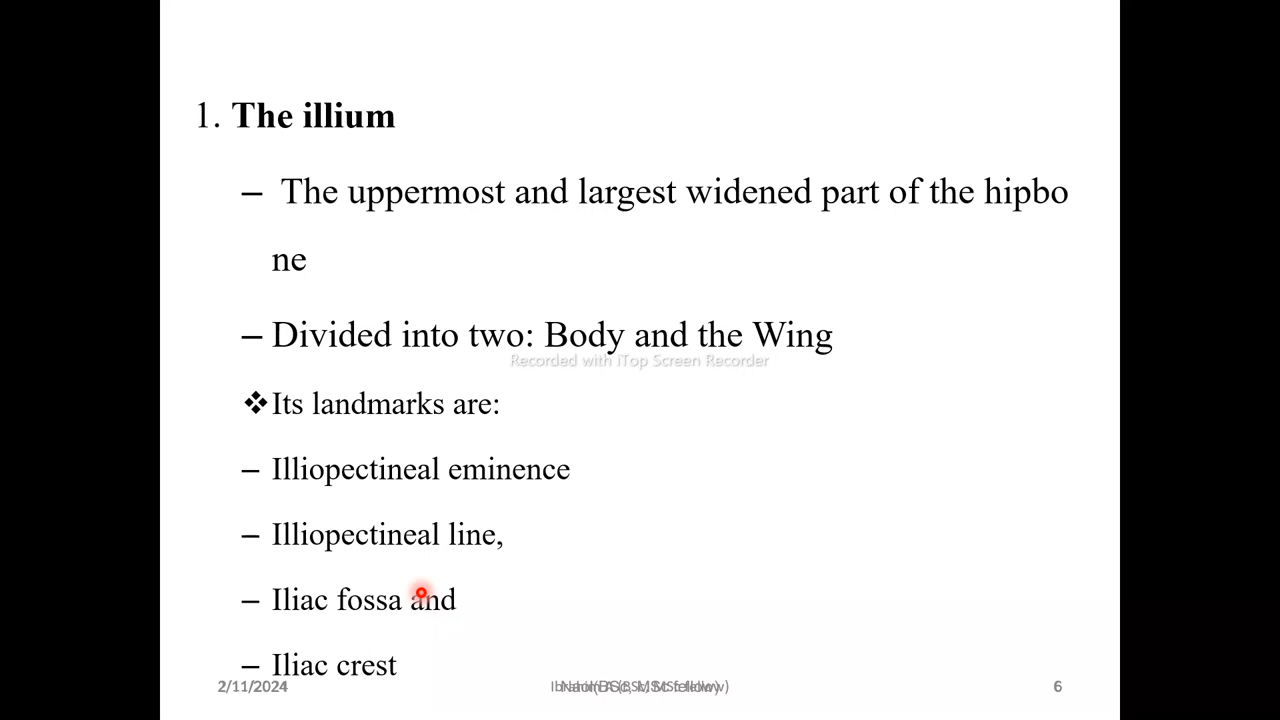 1. The illium
– The uppermost and largest widened part of the hipbo
ne
– Divided into two: Body and the Wing
Recorded with iTop Screen Recorder
❖Its landmarks are:
– Illiopectineal eminence
– Illiopectineal line,
– Iliac fossa and
– Iliac crest
2/11/2024
6